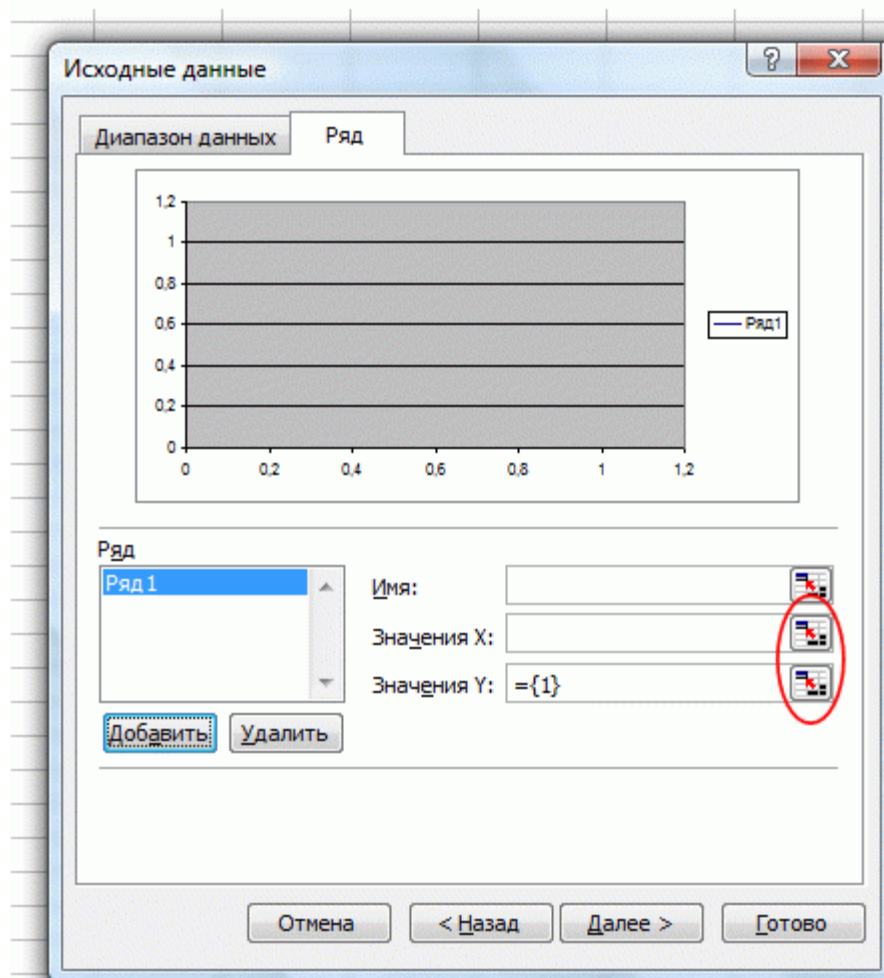 Исходные данные
Диапазон данных Ряд
1,2
1
0,8
0,6
0,4
0,2
0
0 0,2 0,4 0,6 0,8 1 1,2
Ряд1
Ряд
Ряд1
Имя:
Значения X:
Значения Y: ={1}
Добавить Удалить
Отмена < Назад Далее > Готово